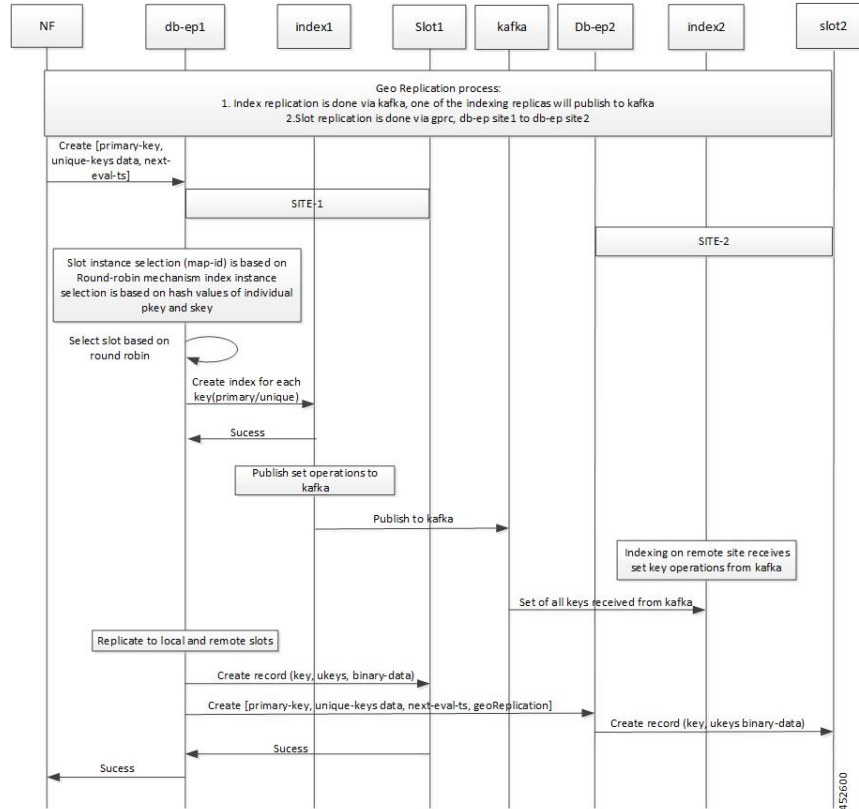 NF
db-ep1
index1
Slot1
kafka
Db-ep2
index2
slot2
Geo Replication process:
1. Index replication is done via kafka, one of the indexing replicas will publish to kafka
2.Slot replication is done via gprc, db-ep site1 to db-ep site2
Create [primary-key,
unique-keys data, next-
eval-ts]
SITE-1
SITE-2
Slot instance selection (map-id) is based on
Round-robin mechanism index instance
selection is based on hash values of individual
pkey and skey
Select slot based on
round robin
Create index for each
key(primary/unique)
Sucess
Publish set operations to
kafka
Publish to kafka
Indexing on remote site receives
set key operations from kafka
Set of all keys received from kafka
Replicate to local and remote slots
Create record (key, ukeys, binary-data)
Create [primary-key, unique-keys data, next-eval-ts, geoReplication]
Create record (key, ukeys binary-data)
Sucess
Sucess
452600